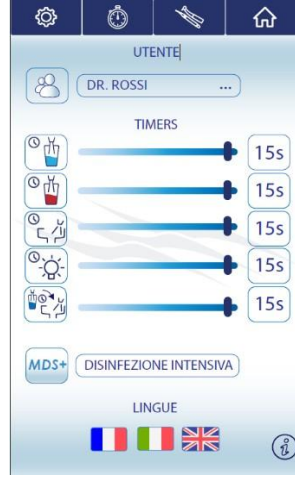 UTENTE
DR. ROSSI ...
TIMERS
15s
15s
15s
15s
15s
MDS+ DISINFEZIONE INTENSIVA
LINGUE
i